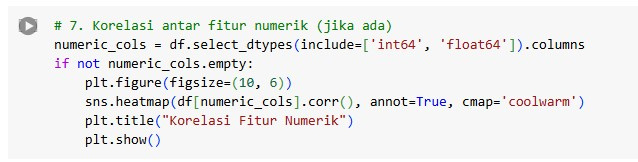 # 7. Korelasi antar fitur numerik (jika ada)
numeric_cols = df.select_dtypes(include=['int64', 'float64']).columns
if not numeric_cols.empty:
    plt.figure(figsize=(10, 6))
    sns.heatmap(df[numeric_cols].corr(), annot=True, cmap='coolwarm')
    plt.title("Korelasi Fitur Numerik")
    plt.show()